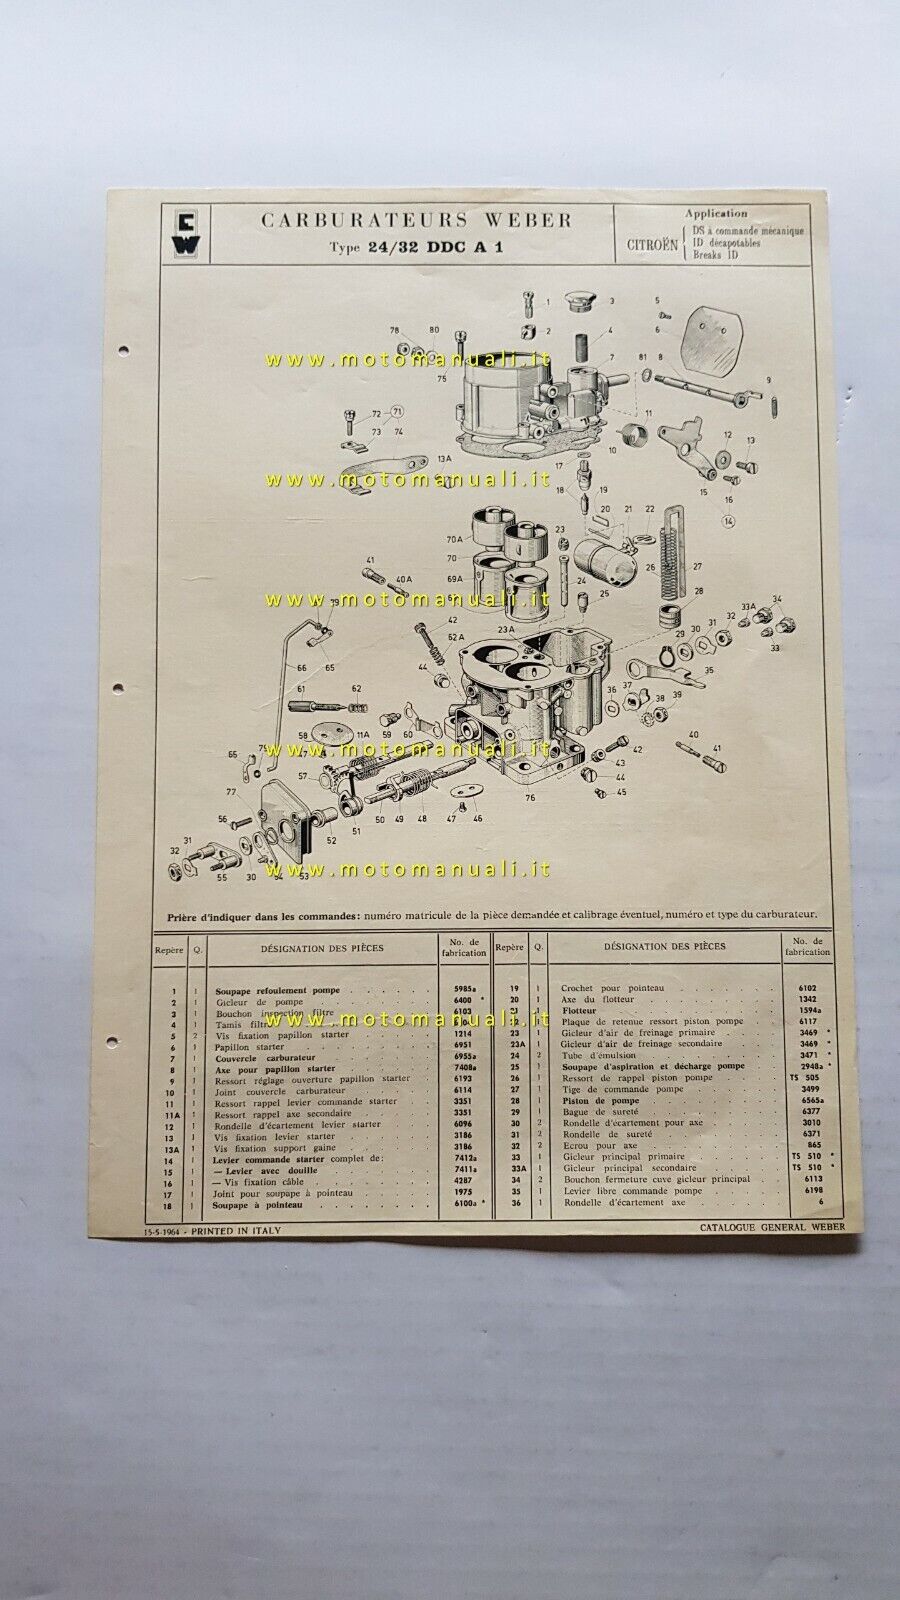 CARBURATEURS WEBER
Type 24/32 DDC A 1
Application
CITROËN
DS à commande mécanique
ID décapotables
Breaks ID
www.motomanuali.it
www.motomanuali.it
www.motomanuali.it
www.motomanuali.it
www.motomanuali.it
Prière d'indiquer dans les commandes: numéro matricule de la pièce demandée et calibrage éventuel, numéro et type du carburateur.
Repère Q. DÉSIGNATION DES PIÈCES No. de fabrication Repère Q. DÉSIGNATION DES PIÈCES No. de fabrication
1 1 Soupape refoulement pompe 5985a
2 1 Gicleur de pompe 6400 *
3 1 Bouchon inspection filtre 6103
4 1 Tamis filtre
5 2 Vis fixation papillon starter 1214
6 1 Papillon starter 6951
7 1 Couvercle carburateur 6955a
8 1 Axe pour papillon starter 7408a
9 1 Ressort réglage ouverture papillon starter 6193
10 1 Joint couvercle carburateur 6114
11 1 Ressort rappel levier commande starter 3351
11A 1 Ressort rappel axe secondaire 3351
12 1 Rondelle d'écartement levier starter 6096
13 1 Vis fixation levier starter 3186
13A 1 Vis fixation support gaine 3186
14 1 Levier commande starter complet de: 7412a
15 1 — Levier avec douille 7411a
16 1 — Vis fixation câble 4287
17 1 Joint pour soupape à pointeau 1975
18 1 Soupape à pointeau 6100a *
19 1 Crochet pour pointeau 6102
20 1 Axe du flotteur 1342
21 1 Flotteur 1594a
22 1 Plaque de retenue ressort piston pompe 6117
23 1 Gicleur d'air de freinage primaire 3469 *
23A 1 Gicleur d'air de freinage secondaire 3469 *
24 2 Tube d'émulsion 3471 *
25 1 Soupape d'aspiration et décharge pompe 2948a *
26 1 Ressort de rappel piston pompe TS 505
27 1 Tige de commande pompe 3499
28 1 Piston de pompe 6565a
29 1 Bague de sureté 6377
30 2 Rondelle d'écartement pour axe 3010
31 2 Rondelle de sureté 6371
32 2 Ecrou pour axe 865
33 1 Gicleur principal primaire TS 510 *
33A 1 Gicleur principal secondaire TS 510 *
34 2 Bouchon fermeture cuve gicleur principal 6113
35 1 Levier libre commande pompe 6198
36 1 Rondelle d'écartement axe 6
15-5-1964 - PRINTED IN ITALY
CATALOGUE GENERAL WEBER